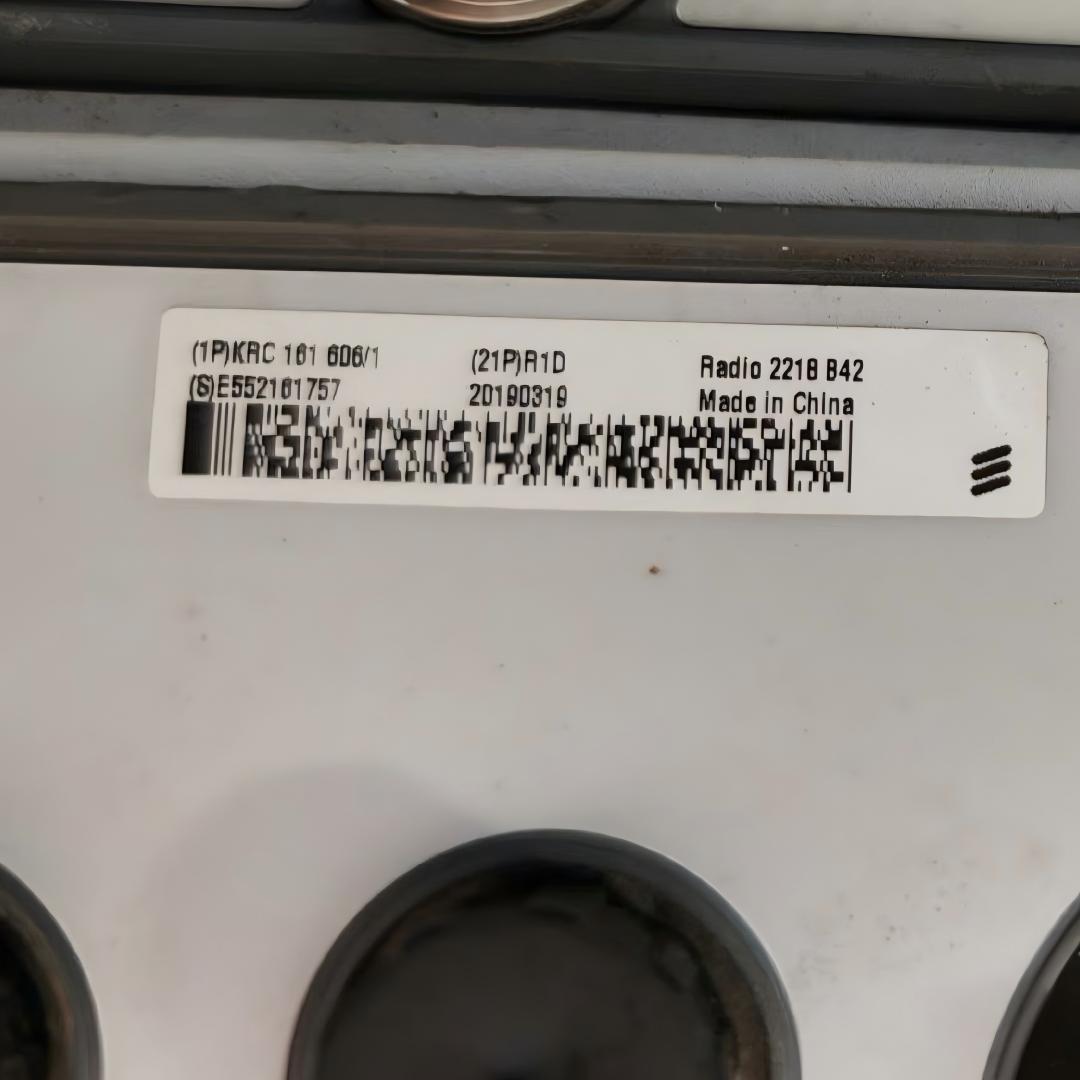 (1P)KRC 161 606/1 (21P)R1D Radio 2218 B42
(S)E552161757 20190319 Made in China